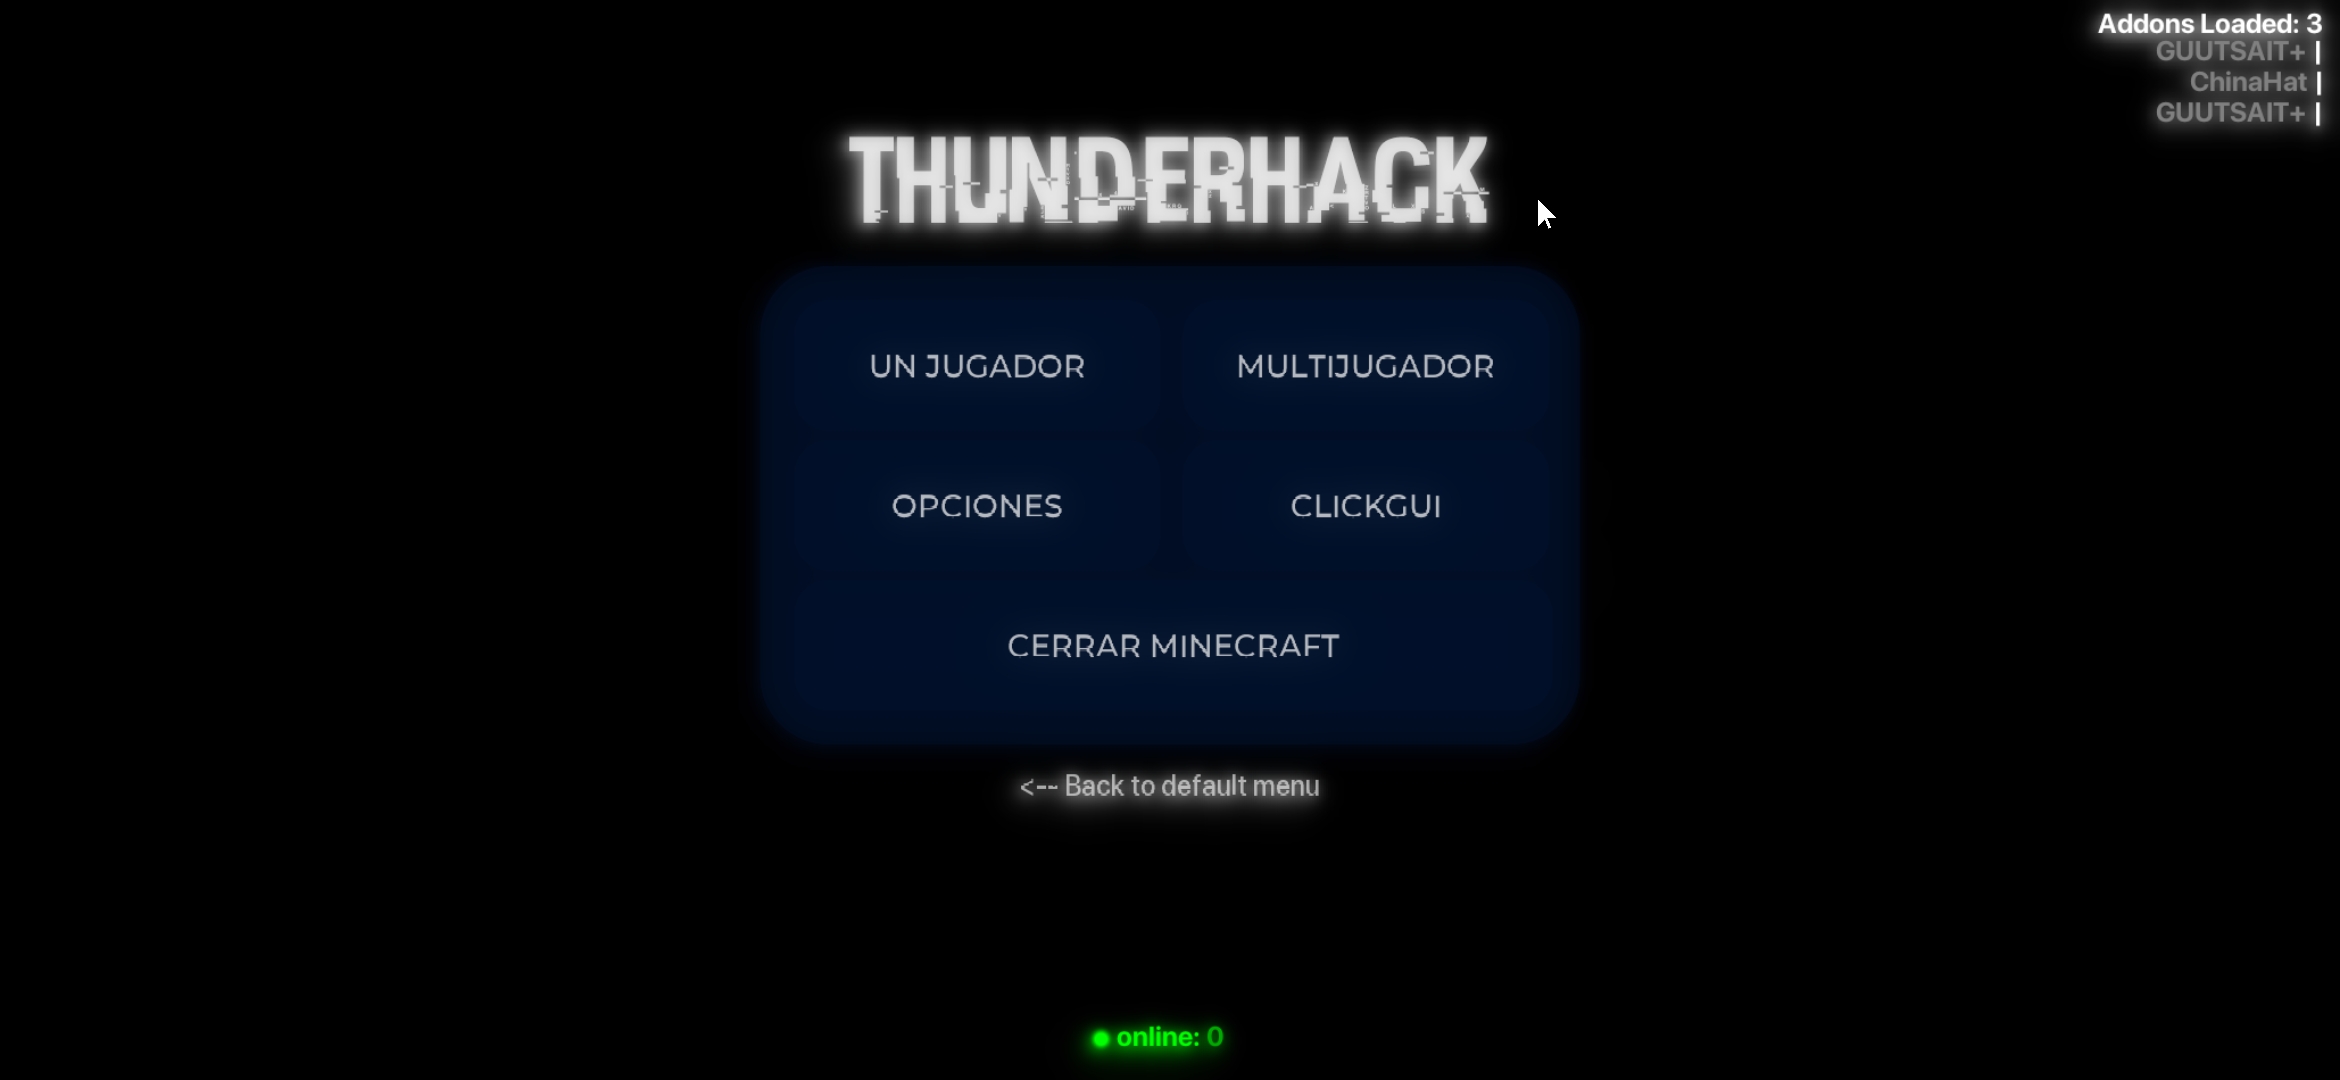 Addons Loaded: 3
GUUTSAIT+ |
ChinaHat |
GUUTSAIT+ |
THUNDERHACK
UN JUGADOR
MULTIJUGADOR
OPCIONES
CLICKGUI
CERRAR MINECRAFT
<-- Back to default menu
online: 0